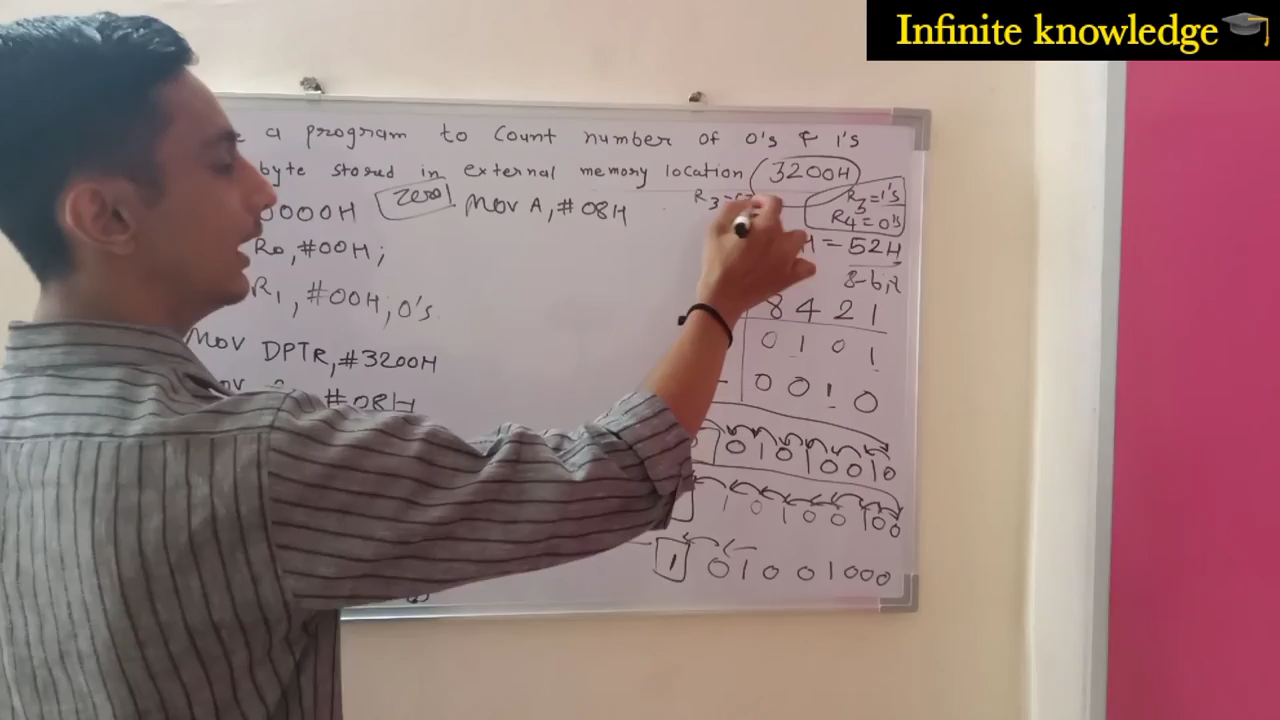 Infinite knowledge
a program to Count number of 0's & 1's
byte stored in external memory location 3200H
R3=1's
R4=0's
0000H
zero: Mov A,#08H
R0,#00H;
H=52H
8-bit
R1,#00H;0's
8 4 2 1
0 1 0 1
0 0 1 0
Mov DPTR,#3200H
#08H
0 1 0 1 0 0 1 0
1 0 1 0 0 1 0 0
1 0 1 0 0 1 0 0 0